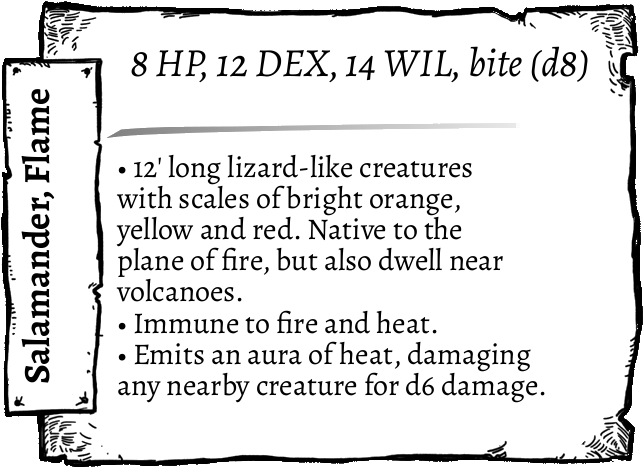 Salamander, Flame
8 HP, 12 DEX, 14 WIL, bite (d8)
• 12' long lizard-like creatures
with scales of bright orange,
yellow and red. Native to the
plane of fire, but also dwell near
volcanoes.
• Immune to fire and heat.
• Emits an aura of heat, damaging
any nearby creature for d6 damage.